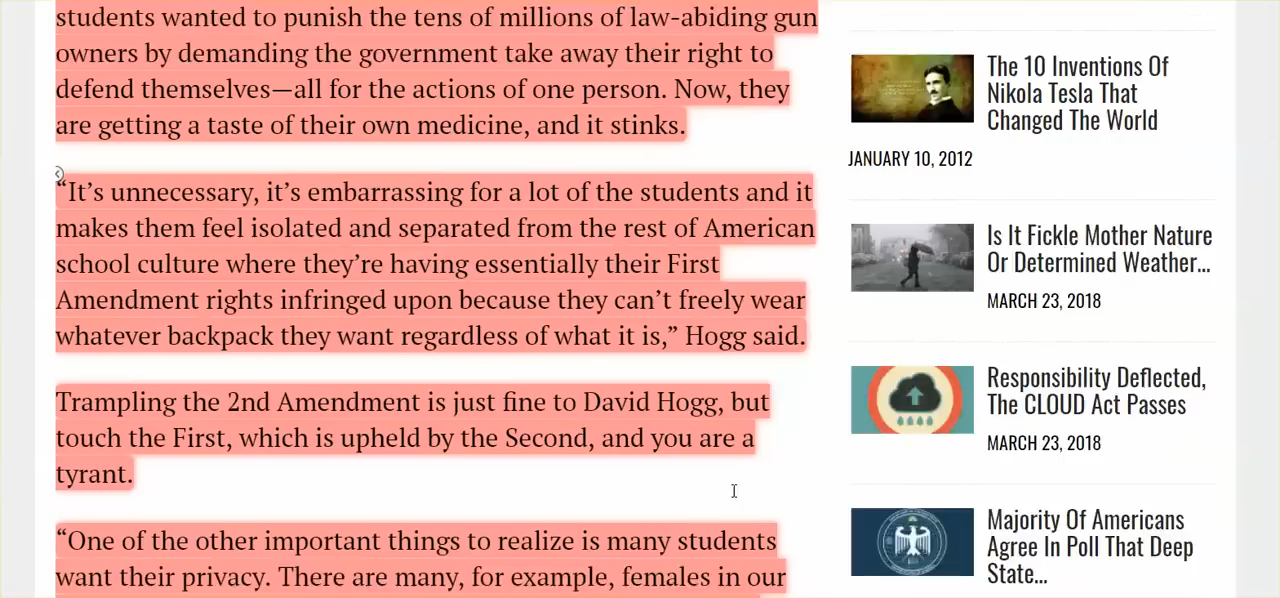 students wanted to punish the tens of millions of law-abiding gun
owners by demanding the government take away their right to
defend themselves—all for the actions of one person. Now, they
are getting a taste of their own medicine, and it stinks.
“It’s unnecessary, it’s embarrassing for a lot of the students and it
makes them feel isolated and separated from the rest of American
school culture where they’re having essentially their First
Amendment rights infringed upon because they can’t freely wear
whatever backpack they want regardless of what it is,” Hogg said.
Trampling the 2nd Amendment is just fine to David Hogg, but
touch the First, which is upheld by the Second, and you are a
tyrant.
“One of the other important things to realize is many students
want their privacy. There are many, for example, females in our
The 10 Inventions Of
Nikola Tesla That
Changed The World
JANUARY 10, 2012
Is It Fickle Mother Nature
Or Determined Weather...
MARCH 23, 2018
Responsibility Deflected,
The CLOUD Act Passes
MARCH 23, 2018
Majority Of Americans
Agree In Poll That Deep
State...